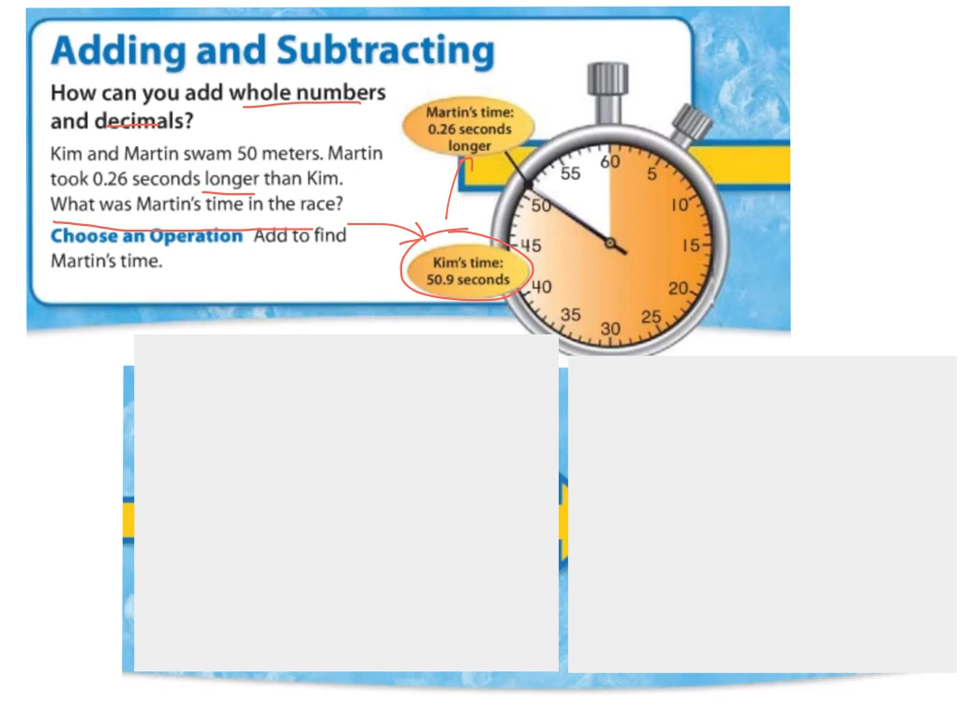 Adding and Subtracting
How can you add whole numbers
and decimals?
Kim and Martin swam 50 meters. Martin
took 0.26 seconds longer than Kim.
What was Martin's time in the race?
Choose an Operation Add to find
Martin's time.
Martin's time:
0.26 seconds
longer
Kim's time:
50.9 seconds
60
5
10
15
20
25
30
35
40
45
50
55